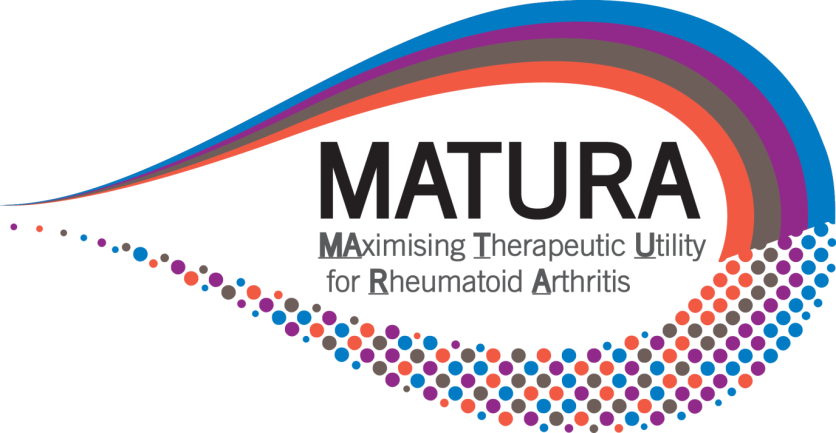 MATURA
MAximising Therapeutic Utility
for Rheumatoid Arthritis